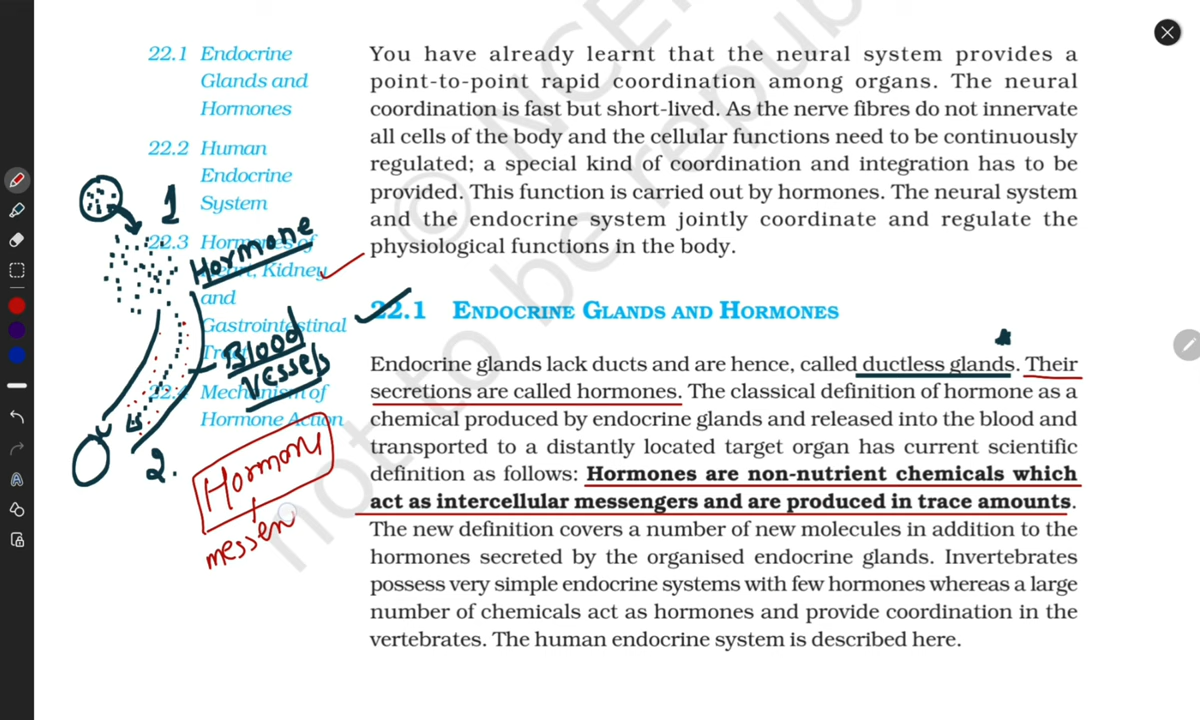 22.1 Endocrine
Glands and
Hormones
22.2 Human
Endocrine
System
22.3 Hormones of
Heart, Kidney
and
Gastrointestinal
Tract
22.4 Mechanism of
Hormone Action
1
Hormone
Blood
Vessels
2.
Hormony
messen
You have already learnt that the neural system provides a
point-to-point rapid coordination among organs. The neural
coordination is fast but short-lived. As the nerve fibres do not innervate
all cells of the body and the cellular functions need to be continuously
regulated; a special kind of coordination and integration has to be
provided. This function is carried out by hormones. The neural system
and the endocrine system jointly coordinate and regulate the
physiological functions in the body.
22.1 ENDOCRINE GLANDS AND HORMONES
Endocrine glands lack ducts and are hence, called ductless glands. Their
secretions are called hormones. The classical definition of hormone as a
chemical produced by endocrine glands and released into the blood and
transported to a distantly located target organ has current scientific
definition as follows: Hormones are non-nutrient chemicals which
act as intercellular messengers and are produced in trace amounts.
The new definition covers a number of new molecules in addition to the
hormones secreted by the organised endocrine glands. Invertebrates
possess very simple endocrine systems with few hormones whereas a large
number of chemicals act as hormones and provide coordination in the
vertebrates. The human endocrine system is described here.
not to be repub